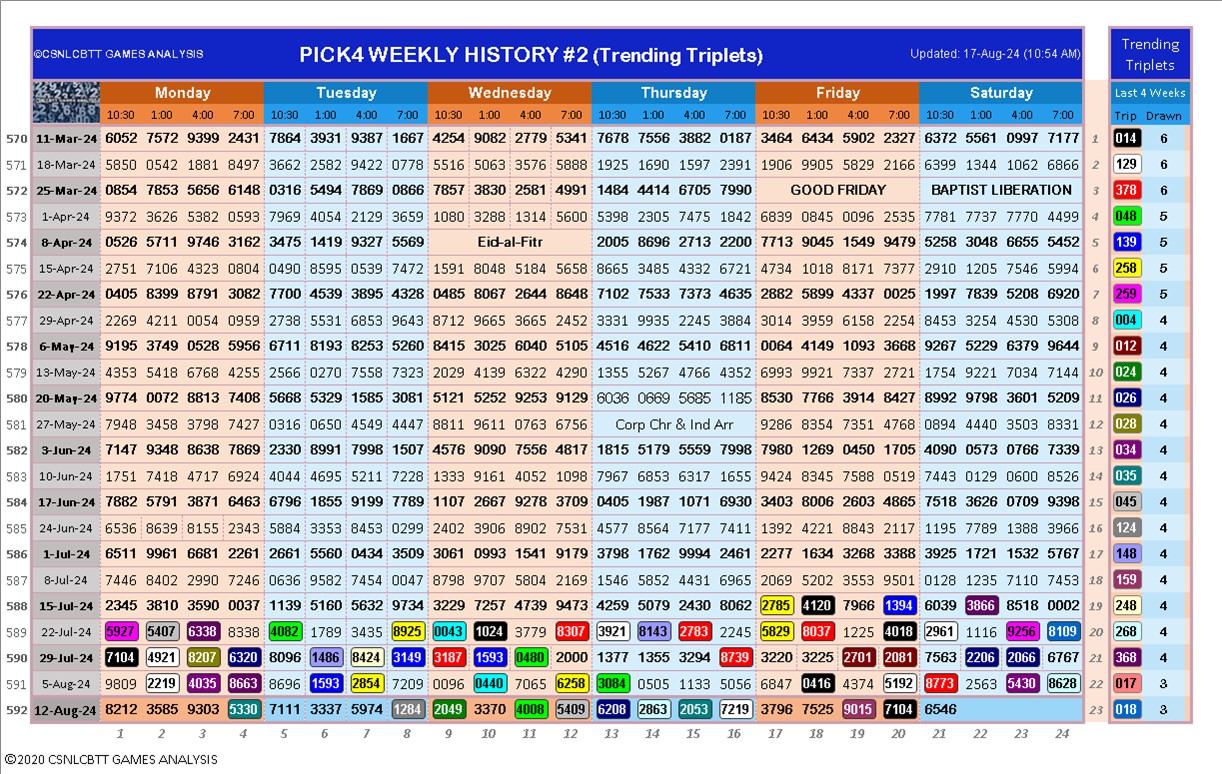 ©CSNLCBTT GAMES ANALYSIS PICK4 WEEKLY HISTORY #2 (Trending Triplets) Updated: 17-Aug-24 (10:54 AM)
Trending
Triplets
Monday Tuesday Wednesday Thursday Friday Saturday Last 4 Weeks
10:30 1:00 4:00 7:00 10:30 1:00 4:00 7:00 10:30 1:00 4:00 7:00 10:30 1:00 4:00 7:00 10:30 1:00 4:00 7:00 10:30 1:00 4:00 7:00 Trip Drawn
570 11-Mar-24 6052 7572 9399 2431 7864 3931 9387 1667 4254 9082 2779 5341 7678 7556 3882 0187 3464 6434 5902 2327 6372 5561 0997 7177 1 014 6
571 18-Mar-24 5850 0542 1881 8497 3662 2582 9422 0776 5516 5063 3576 5888 1925 1690 1597 2391 1906 9905 5829 2166 6399 1344 1062 6866 2 129 6
572 25-Mar-24 0854 7853 5656 6148 0316 5494 7869 0866 7857 3830 2581 4991 1484 4414 6705 7990 GOOD FRIDAY BAPTIST LIBERATION 3 378 6
573 1-Apr-24 9372 3626 5382 0593 7969 4054 2129 3659 1080 3288 1314 5600 5398 2305 7475 1842 6839 0845 0096 2535 7781 7737 7770 4499 4 048 5
574 8-Apr-24 0526 5711 9746 3162 3475 1419 9327 5569 Eid-al-Fitr 2005 8696 2713 2200 7713 9045 1549 9479 5258 3048 6655 5452 5 139 5
575 15-Apr-24 2751 7106 4323 0804 0490 8595 0539 7472 1591 8048 5184 5658 8665 3485 4332 6721 4734 1018 8171 7377 2910 1205 7546 5994 6 258 5
576 22-Apr-24 0405 8399 8791 3082 7700 4539 3895 4328 0485 8067 2644 8648 7102 7533 7373 4635 2882 5899 4337 0025 1997 7839 5208 6920 7 259 5
577 29-Apr-24 2269 4211 0054 0959 2738 5531 6853 9643 8712 9665 3665 2452 3331 9935 2245 3884 3014 3959 6158 2254 8453 3254 4530 5308 8 004 4
578 6-May-24 9195 3749 0528 5956 6711 8193 8253 5260 8415 3025 6040 5105 4516 4622 5410 6811 0064 4149 1093 3668 9267 5229 6379 9644 9 012 4
579 13-May-24 4353 5418 6768 4255 2566 0270 7558 7323 2029 4139 6322 4290 1355 5267 4766 4352 6993 9921 7337 2721 1754 9221 7034 7144 10 024 4
580 20-May-24 9774 0072 8813 7408 5668 5329 1585 3081 5121 5252 9253 9129 6036 0669 5685 1185 8530 7766 3914 8427 8992 9798 3601 5209 11 026 4
581 27-May-24 7948 3458 3798 7427 0316 0650 4549 4447 8811 9611 0763 6756 Corp Chr & Ind Arr 9286 8354 7351 4768 0894 4440 3503 8331 12 028 4
582 3-Jun-24 7147 9348 8638 7869 2330 8991 7998 1507 4576 9090 7556 4817 1815 5179 5559 7998 7980 1269 0450 1705 4090 0573 0766 7339 13 034 4
583 10-Jun-24 1751 7418 4717 6924 4044 4695 5211 7228 1333 9161 4052 1098 7967 6853 6317 1655 9424 8345 7588 0519 7443 0129 0600 8526 14 035 4
584 17-Jun-24 7882 5791 3871 6463 6796 1855 9199 7789 1107 2667 9278 3709 0405 1987 1071 6930 3403 8006 2603 4865 7518 3626 0709 9398 15 045 4
585 24-Jun-24 6536 8639 8155 2343 5884 3353 8453 0299 2402 3906 8902 7531 4577 8564 7177 7411 1392 4221 8843 2117 1195 7789 1388 3966 16 124 4
586 1-Jul-24 6511 9961 6681 2261 2661 5560 0434 3509 3061 0993 1541 9179 3798 1762 9994 2461 2277 1634 3268 3388 3925 1721 1532 5767 17 148 4
587 8-Jul-24 7446 8402 2990 7246 0636 9582 7454 0047 8798 9707 5804 2169 1546 5852 4431 6965 2069 5202 3553 9501 0128 1235 7110 7453 18 159 4
588 15-Jul-24 2345 3810 3590 0037 1139 5160 5632 9734 3229 7257 4739 9473 4259 5079 2430 8062 2785 4120 7966 1394 6039 3866 8518 0002 19 248 4
589 22-Jul-24 5927 5407 6338 8338 4082 1789 3435 8925 0043 1024 3779 8307 3921 8143 2783 2245 5829 8037 1225 4018 2961 1116 9256 8109 20 268 4
590 29-Jul-24 7104 4921 8207 6320 8096 1486 8424 3149 3187 1593 0480 2000 1377 1355 3294 8739 3220 3225 2701 2081 7563 2206 2066 6767 21 368 4
591 5-Aug-24 9809 2219 4035 8663 8696 1593 2854 7209 0096 0440 7065 6258 3084 0505 1133 5056 6847 0416 4374 5192 8773 2563 5430 8628 22 017 3
592 12-Aug-24 8212 3585 9303 5330 7111 3337 5974 1284 2049 3370 4008 5409 6208 2863 2053 7219 3796 7525 9015 7104 6546 23 018 3
1 2 3 4 5 6 7 8 9 10 11 12 13 14 15 16 17 18 19 20 21 22 23 24
©2020 CSNLCBTT GAMES ANALYSIS